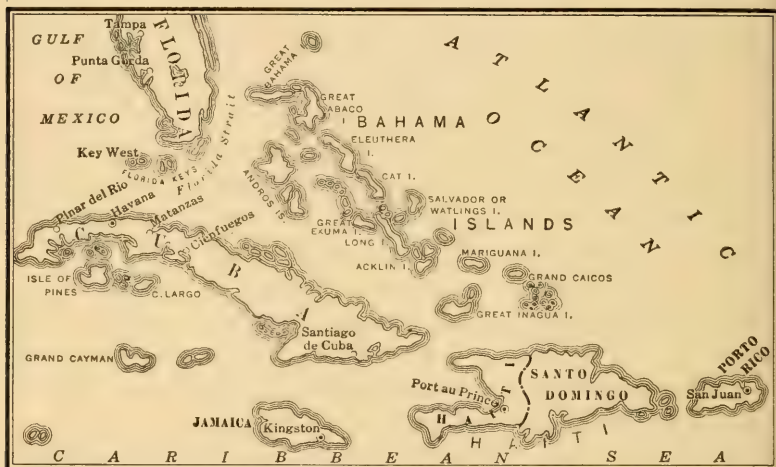 GULF
OF
MEXICO
Tampa
Punta Gorda
FLORIDA
Key West
FLORIDA KEYS
Florida Strait
GREAT
BAHAMA
GREAT
ABACO
I.
BAHAMA
ISLANDS
ELEUTHERA
I.
CAT I.
ANDROS IS.
SALVADOR OR
WATLINGS I.
GREAT
EXUMA I.
LONG I.
ACKLIN I.
MARIGUANA I.
GRAND CAICOS
GREAT INAGUA I.
ATLANTIC
OCEAN
Pinar del Rio
Havana
Matanzas
Cienfuegos
CUBA
ISLE OF
PINES
C. LARGO
Santiago
de Cuba
GRAND CAYMAN
JAMAICA
Kingston
Port au Prince
HAITI
SANTO
DOMINGO
HAITI
PORTO
RICO
San Juan
CARIBBEAN SEA